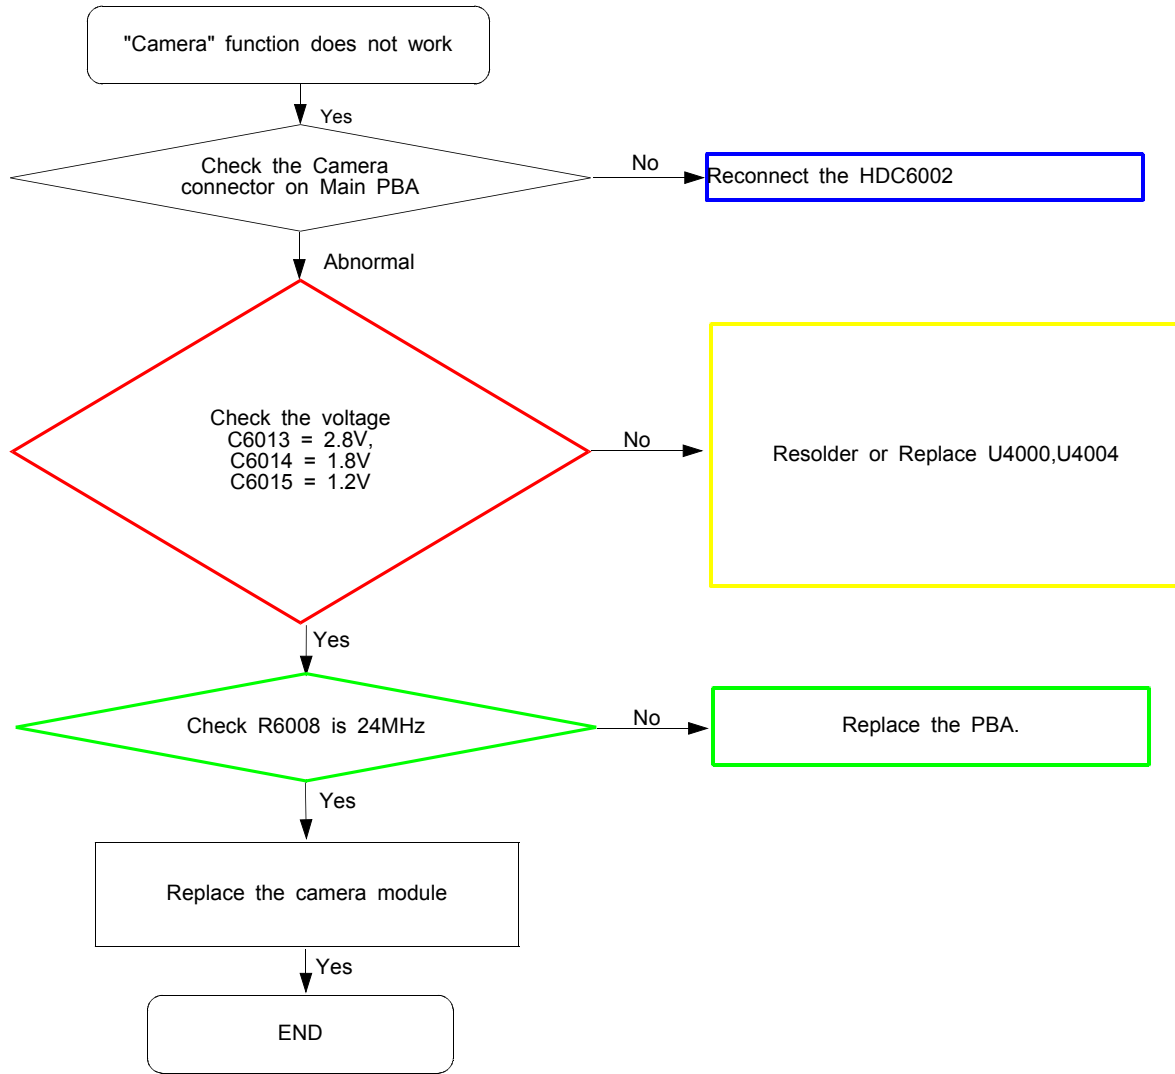 "Camera" function does not work
Yes
Check the Camera
connector on Main PBA
No
Reconnect the HDC6002
Abnormal
Check the voltage
C6013 = 2.8V,
C6014 = 1.8V
C6015 = 1.2V
No
Resolder or Replace U4000,U4004
Yes
Check R6008 is 24MHz
No
Replace the PBA.
Yes
Replace the camera module
Yes
END